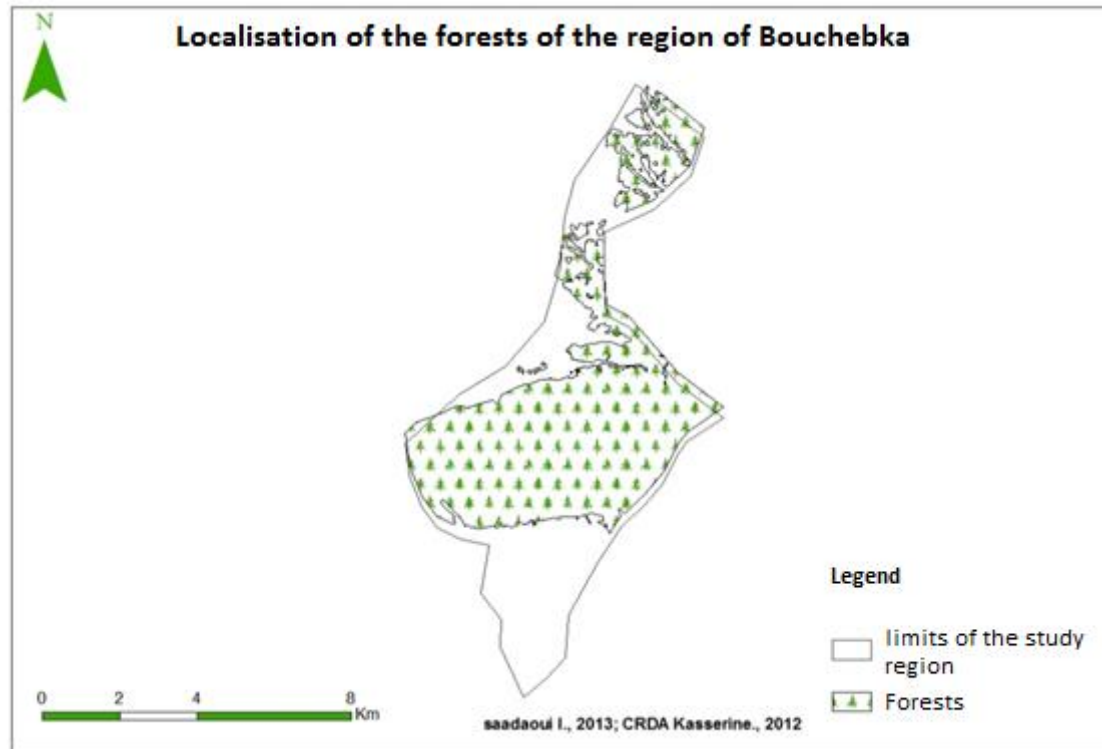 N
Localisation of the forests of the region of Bouchebka
Legend
limits of the study
region
Forests
0 2 4 8
Km
saadaoui I., 2013; CRDA Kasserine., 2012